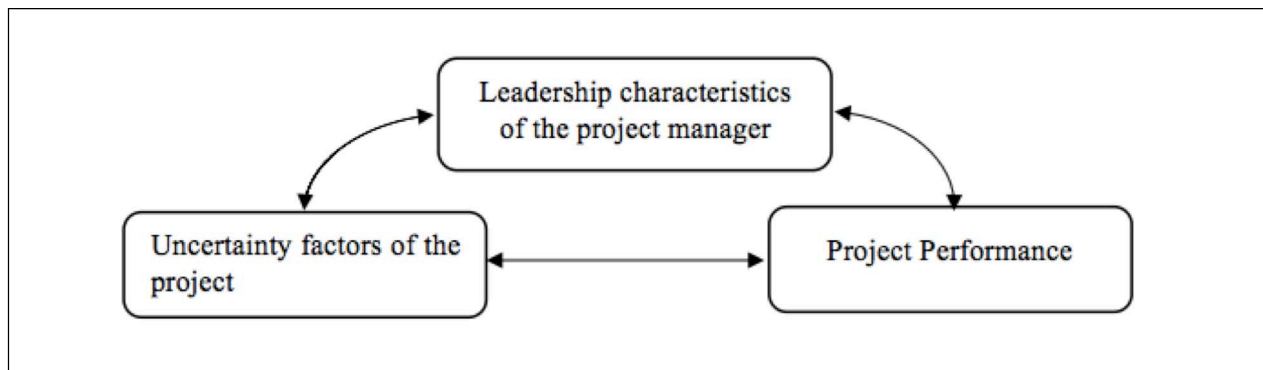 Leadership characteristics
of the project manager
Uncertainty factors of the
project
Project Performance